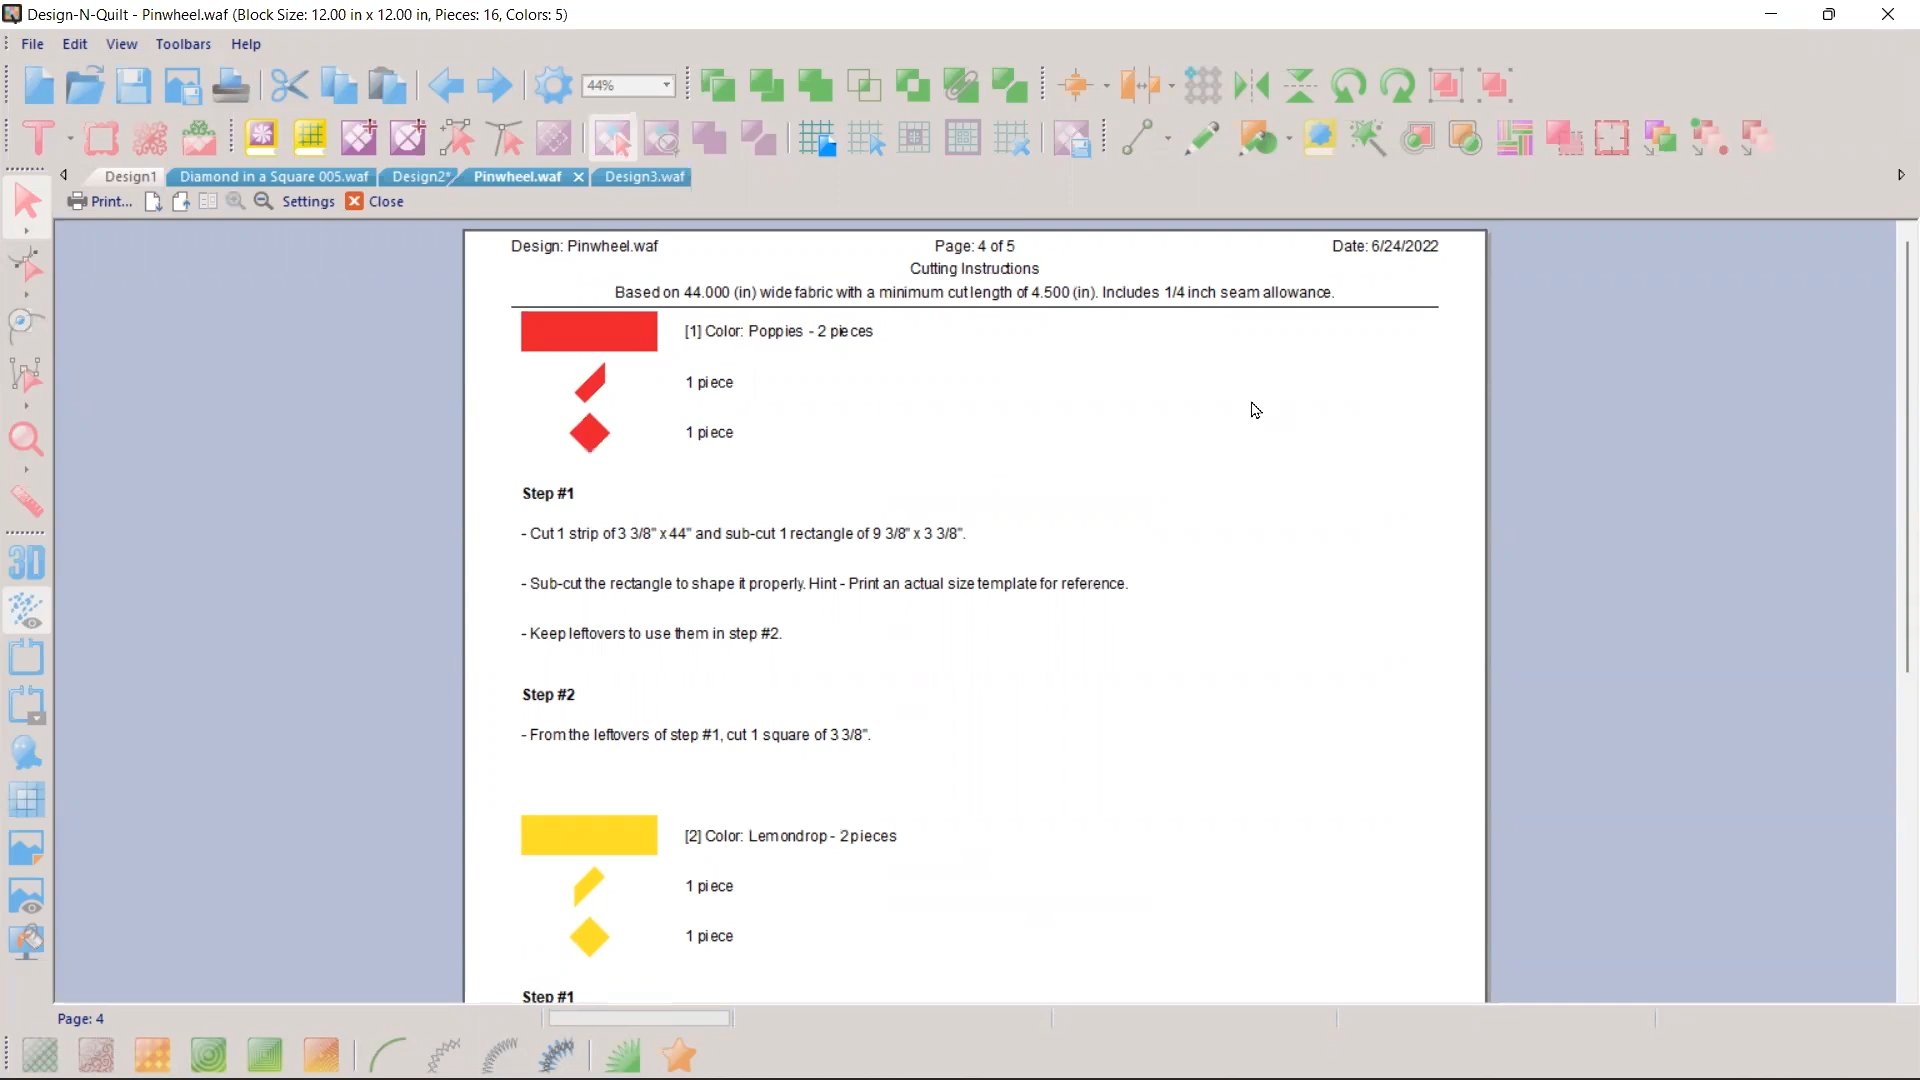 Design-N-Quilt - Pinwheel.waf (Block Size: 12.00 in x 12.00 in, Pieces: 16, Colors: 5)
File Edit View Toolbars Help
44%
Design1 Diamond in a Square 005.waf Design2* Pinwheel.waf Design3.waf
Print... Settings Close
Design: Pinwheel.waf Page: 4 of 5 Date: 6/24/2022
Cutting Instructions
Based on 44.000 (in) wide fabric with a minimum cut length of 4.500 (in). Includes 1/4 inch seam allowance.
[1] Color: Poppies - 2 pieces
1 piece
1 piece
Step #1
- Cut 1 strip of 3 3/8" x 44" and sub-cut 1 rectangle of 9 3/8" x 3 3/8".
- Sub-cut the rectangle to shape it properly. Hint - Print an actual size template for reference.
- Keep leftovers to use them in step #2.
Step #2
- From the leftovers of step #1, cut 1 square of 3 3/8".
[2] Color: Lemondrop - 2 pieces
1 piece
1 piece
Step #1
3D
Page: 4